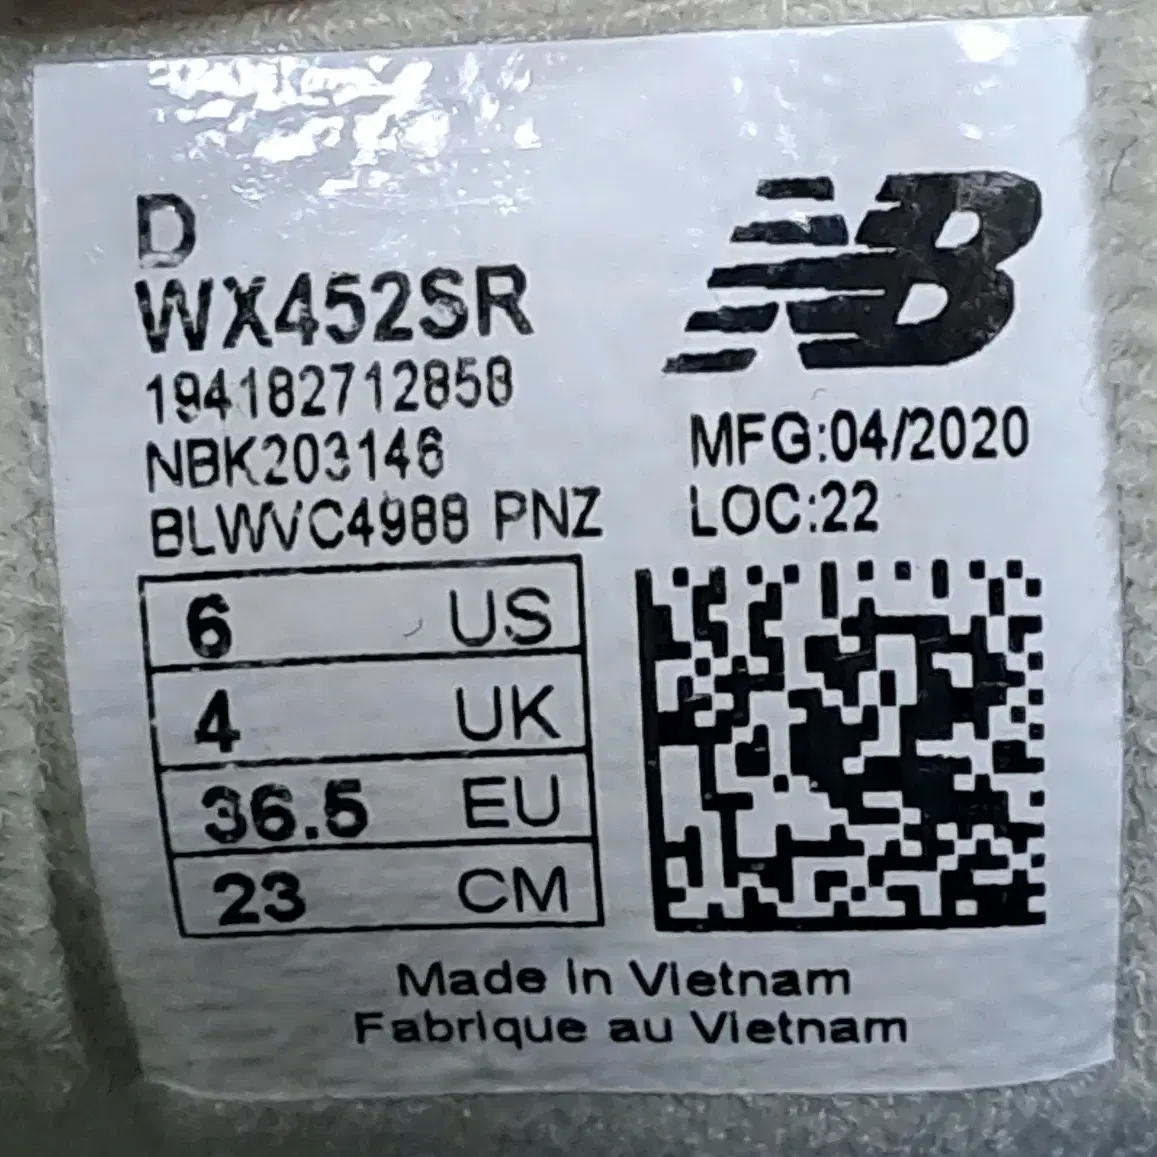 D
WX452SR
194182712858
NBK203146
BLWVC4988 PNZ
NB
MFG:04/2020
LOC:22
6 US
4 UK
36.5 EU
23 CM
Made In Vietnam
Fabrique au Vietnam